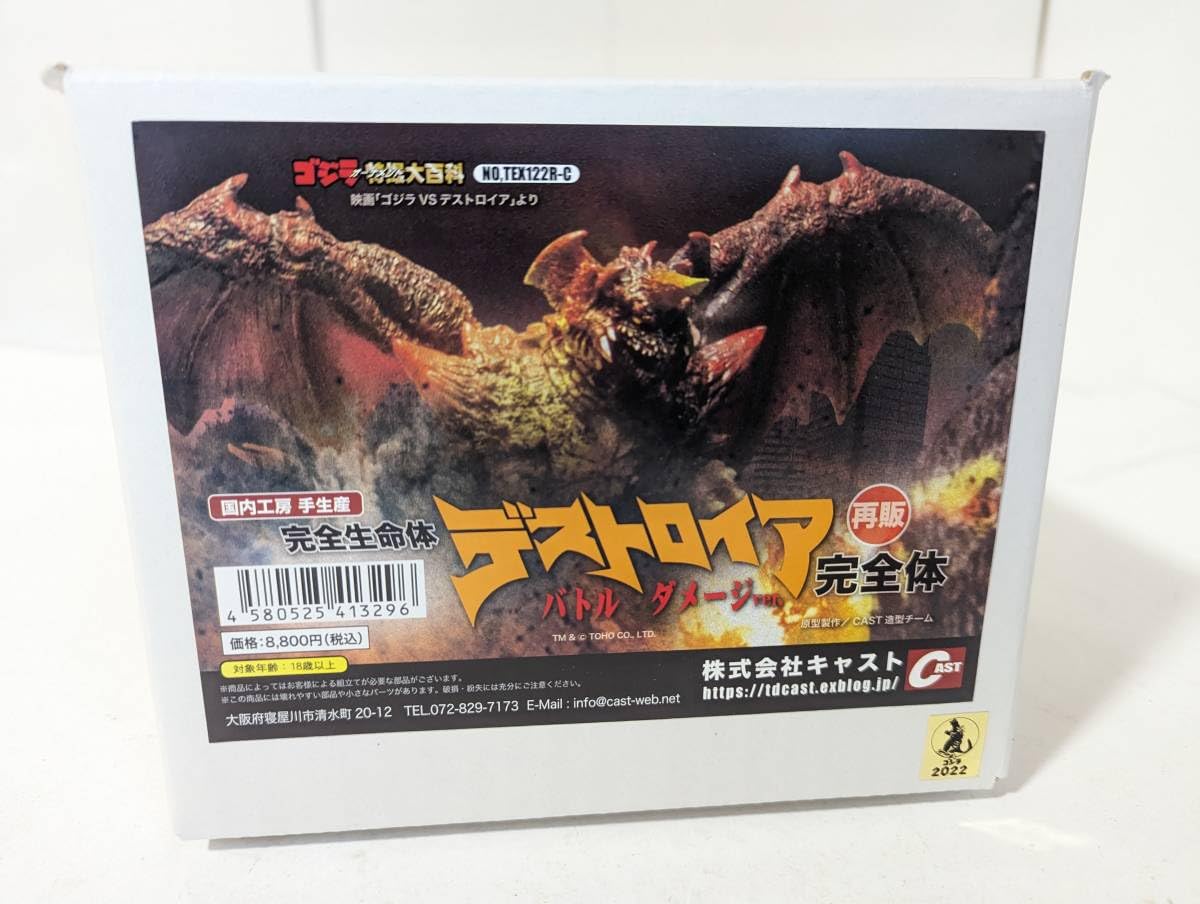 ゴジラ特撮大百科 NO,TEX122R-C
オーナメント
映画「ゴジラ VS デストロイア」より
国内工房 手生産
完全生命体 デストロイア 再販
バトル ダメージver. 完全体
4 580525 413296
TM & © TOHO CO., LTD.
原型製作/ CAST 造型チーム
価格:8,800円(税込)
対象年齢:18歳以上
※商品によってはお客様による組立てが必要な部品がございます。
※この商品には壊れやすい部品や小さなパーツがあります。破損・紛失には充分にご注意ください。
大阪府寝屋川市清水町 20-12 TEL.072-829-7173 E-Mail : info@cast-web.net
株式会社キャスト CAST
https://tdcast.exblog.jp/
ゴジラ
2022